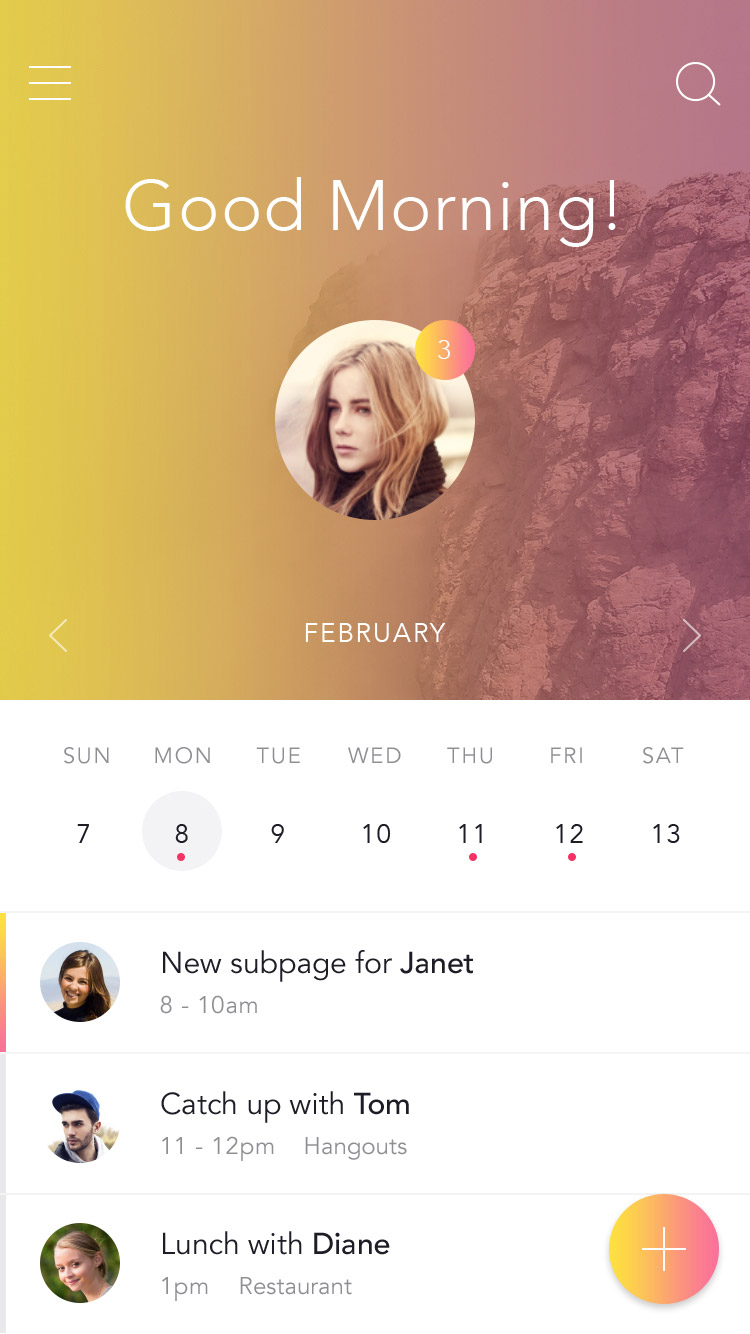 Good Morning!
3
FEBRUARY
SUN MON TUE WED THU FRI SAT
7 8 9 10 11 12 13
New subpage for Janet
8 - 10am
Catch up with Tom
11 - 12pm Hangouts
Lunch with Diane
1pm Restaurant